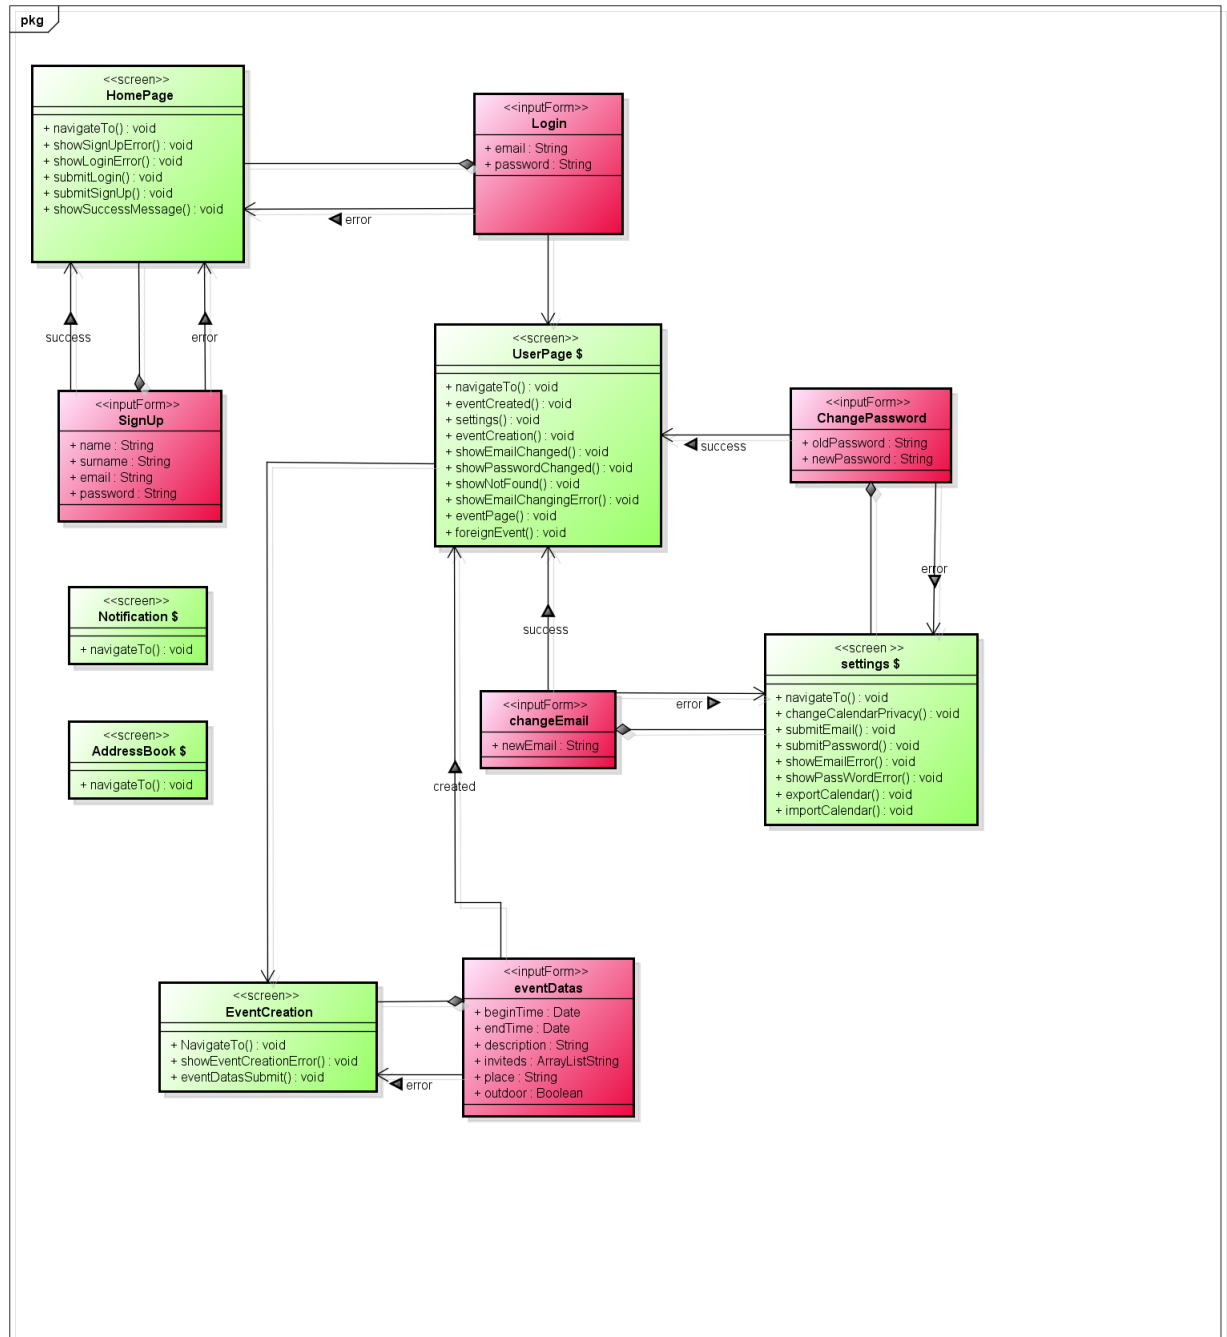 pkg
<<screen>>
HomePage
+ navigateTo() : void
+ showSignUpError() : void
+ showLoginError() : void
+ submitLogin() : void
+ submitSignUp() : void
+ showSuccessMessage() : void
<<inputForm>>
Login
+ email : String
+ password : String
error
success
error
<<inputForm>>
SignUp
+ name : String
+ surname : String
+ email : String
+ password : String
<<screen>>
UserPage $
+ navigateTo() : void
+ eventCreated() : void
+ settings() : void
+ eventCreation() : void
+ showEmailChanged() : void
+ showPasswordChanged() : void
+ showNotFound() : void
+ showEmailChangingError() : void
+ eventPage() : void
+ foreignEvent() : void
<<inputForm>>
ChangePassword
+ oldPassword : String
+ newPassword : String
success
error
<<screen>>
Notification $
+ navigateTo() : void
success
<<screen >>
settings $
+ navigateTo() : void
+ changeCalendarPrivacy() : void
+ submitEmail() : void
+ submitPassword() : void
+ showEmailError() : void
+ showPassWordError() : void
+ exportCalendar() : void
+ importCalendar() : void
<<inputForm>>
changeEmail
+ newEmail : String
error
<<screen>>
AddressBook $
+ navigateTo() : void
created
<<screen>>
EventCreation
+ NavigateTo() : void
+ showEventCreationError() : void
+ eventDatasSubmit() : void
<<inputForm>>
eventDatas
+ beginTime : Date
+ endTime : Date
+ description : String
+ inviteds : ArrayListString
+ place : String
+ outdoor : Boolean
error